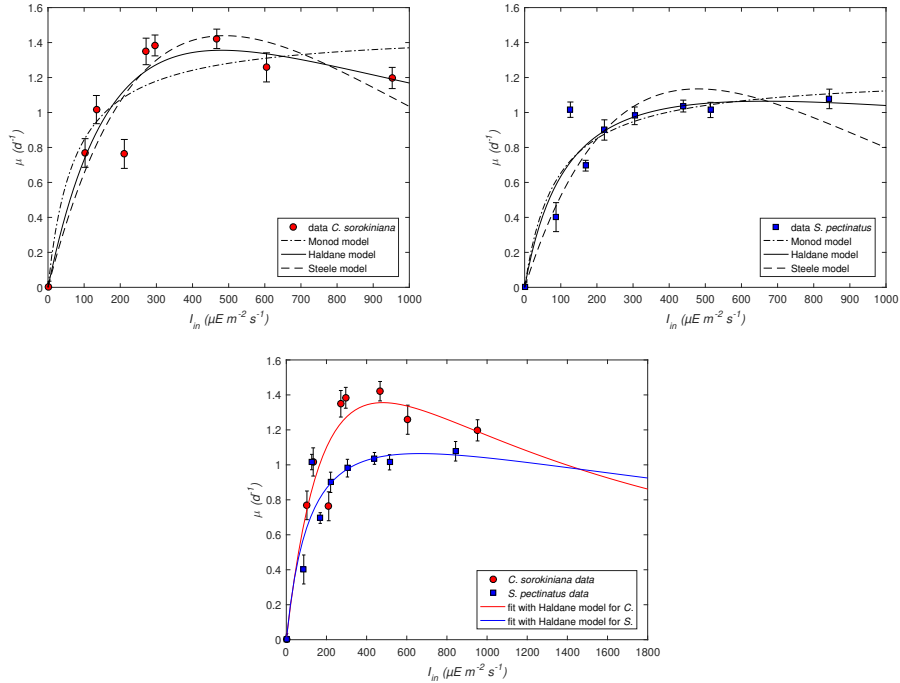 1.6
1.4
1.2
1
0.8
0.6
0.4
0.2
0
μ (d⁻¹)
data C. sorokiniana
Monod model
Haldane model
Steele model
0 100 200 300 400 500 600 700 800 900 1000
I_in (μE m⁻² s⁻¹)
1.6
1.4
1.2
1
0.8
0.6
0.4
0.2
0
μ (d⁻¹)
data S. pectinatus
Monod model
Haldane model
Steele model
0 100 200 300 400 500 600 700 800 900 1000
I_in (μE m⁻² s⁻¹)
1.6
1.4
1.2
1
0.8
0.6
0.4
0.2
0
μ (d⁻¹)
C. sorokiniana data
S. pectinatus data
fit with Haldane model for C.
fit with Haldane model for S.
0 200 400 600 800 1000 1200 1400 1600 1800
I_in (μE m⁻² s⁻¹)